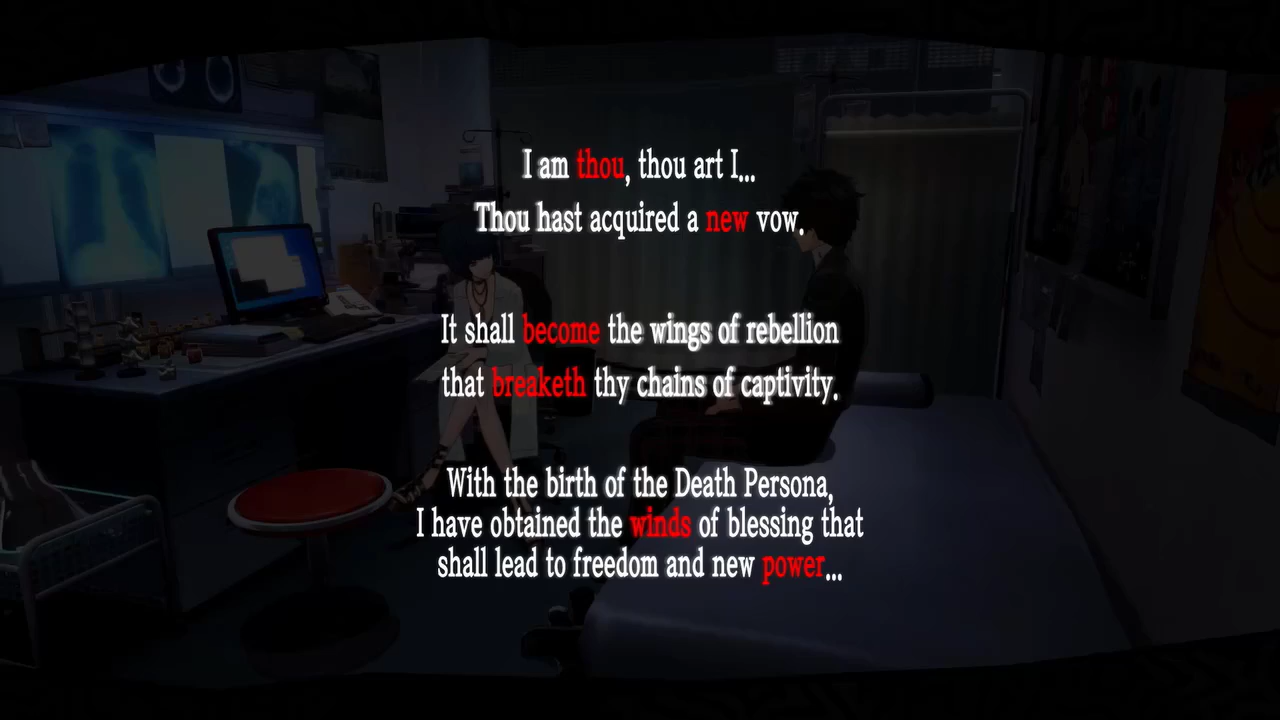 I am thou, thou art I...
Thou hast acquired a new vow.
It shall become the wings of rebellion
that breaketh thy chains of captivity.
With the birth of the Death Persona,
I have obtained the winds of blessing that
shall lead to freedom and new power...